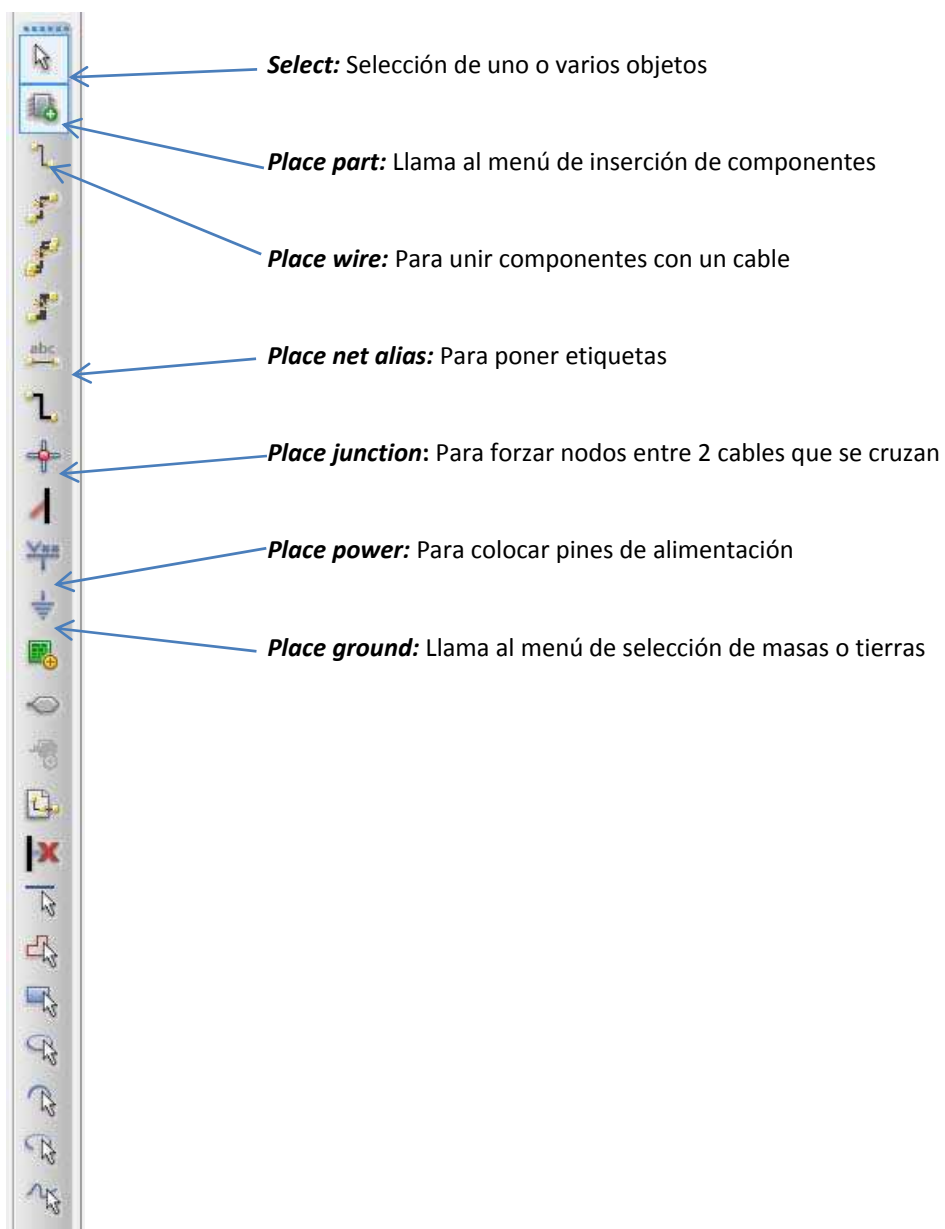 Select: Selección de uno o varios objetos
Place part: Llama al menú de inserción de componentes
Place wire: Para unir componentes con un cable
abc
Place net alias: Para poner etiquetas
Place junction: Para forzar nodos entre 2 cables que se cruzan
Place power: Para colocar pines de alimentación
Place ground: Llama al menú de selección de masas o tierras